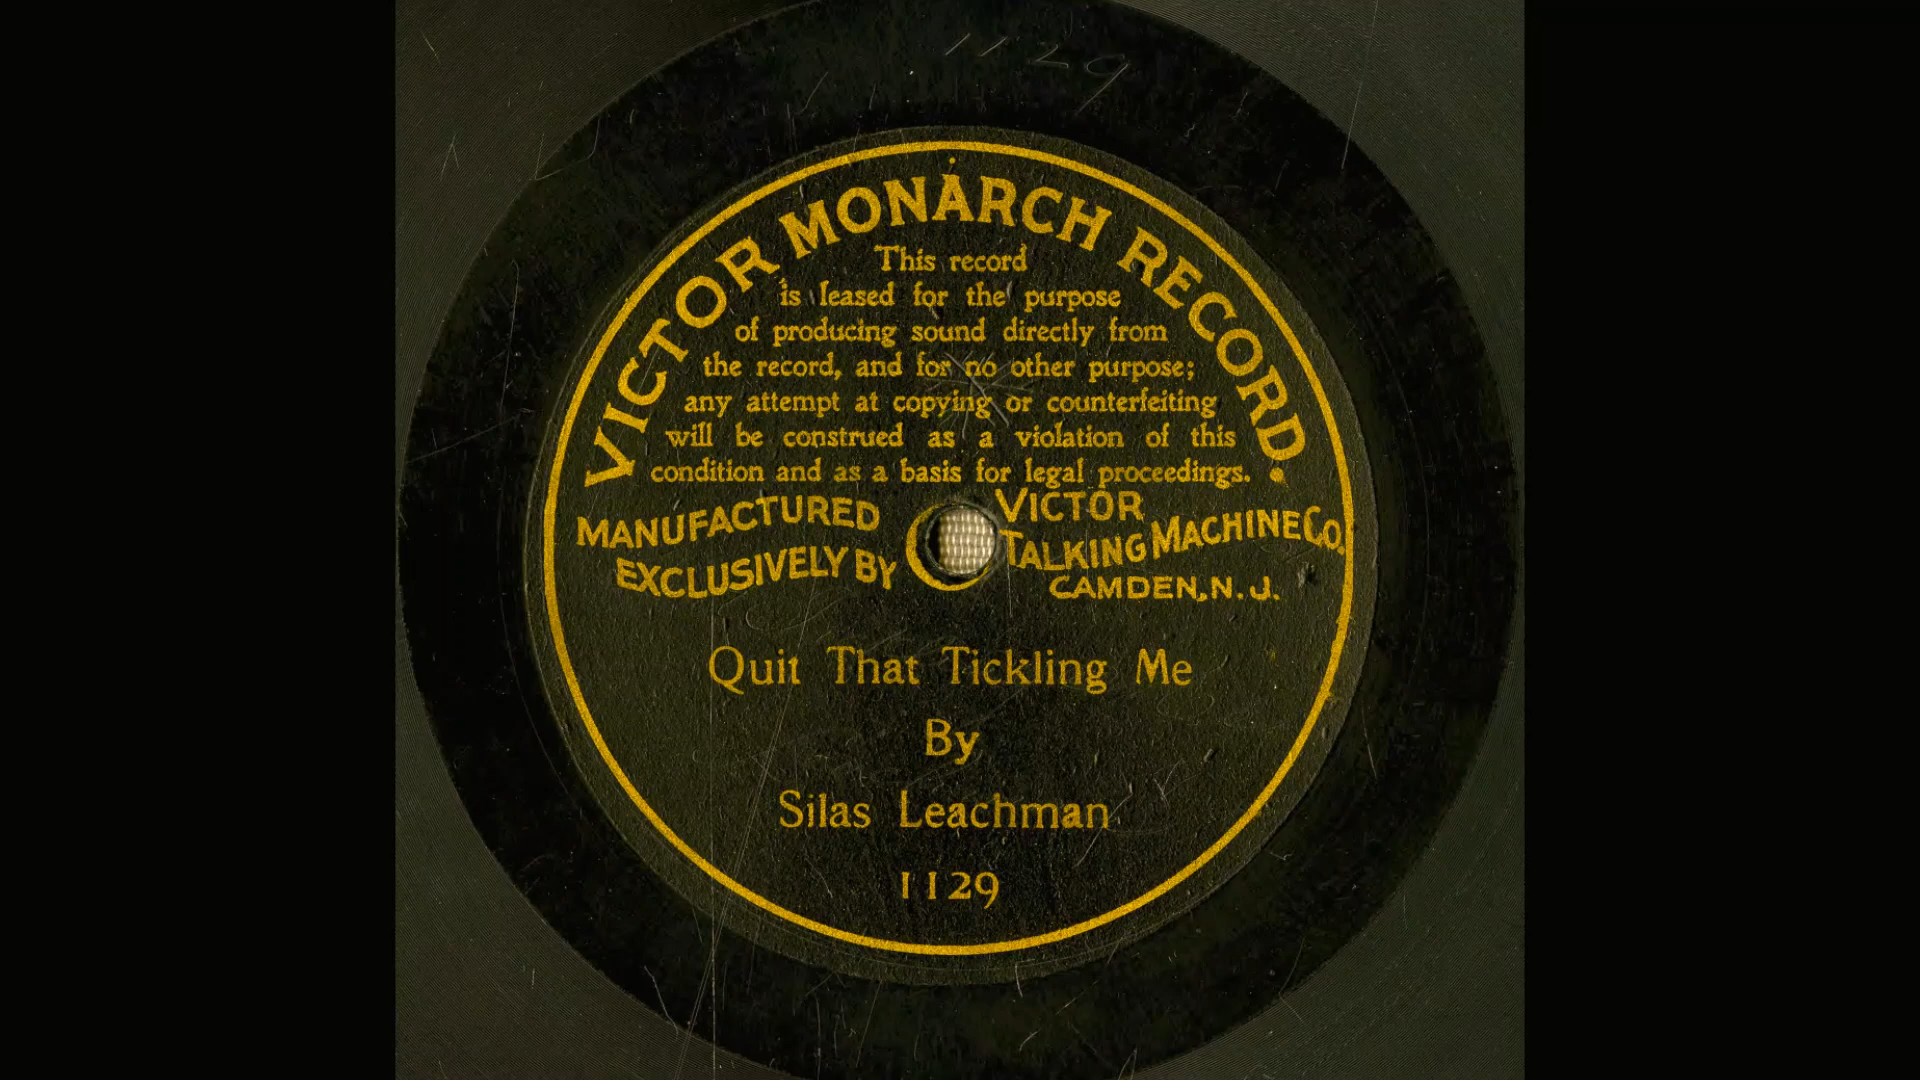 1129
VICTOR MONARCH RECORD.
This record
is leased for the purpose
of producing sound directly from
the record, and for no other purpose;
any attempt at copying or counterfeiting
will be construed as a violation of this
condition and as a basis for legal proceedings.
MANUFACTURED
EXCLUSIVELY BY
VICTOR
TALKING MACHINE CO.
CAMDEN, N. J.
Quit That Tickling Me
By
Silas Leachman
1129